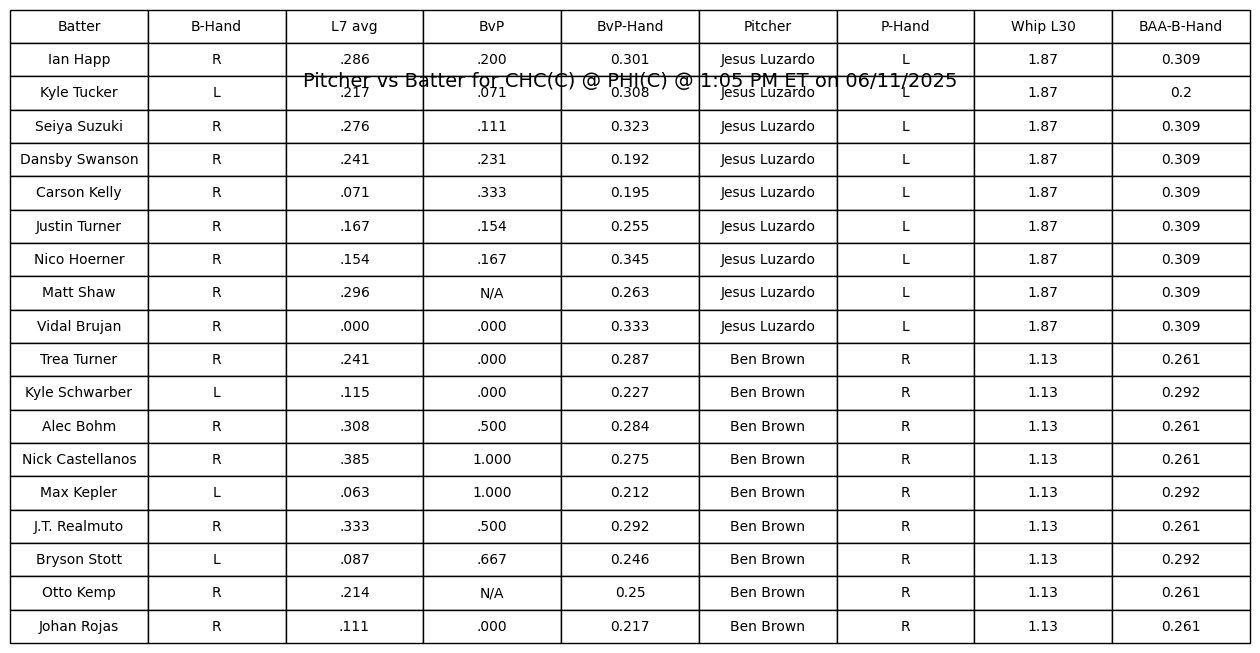 Batter B-Hand L7 avg BvP BvP-Hand Pitcher P-Hand Whip L30 BAA-B-Hand
Ian Happ R .286 .200 0.301 Jesus Luzardo L 1.87 0.309
Pitcher vs Batter for CHC(C) @ PHI(C) @ 1:05 PM ET on 06/11/2025
Kyle Tucker L .217 .071 0.308 Jesus Luzardo L 1.87 0.2
Seiya Suzuki R .276 .111 0.323 Jesus Luzardo L 1.87 0.309
Dansby Swanson R .241 .231 0.192 Jesus Luzardo L 1.87 0.309
Carson Kelly R .071 .333 0.195 Jesus Luzardo L 1.87 0.309
Justin Turner R .167 .154 0.255 Jesus Luzardo L 1.87 0.309
Nico Hoerner R .154 .167 0.345 Jesus Luzardo L 1.87 0.309
Matt Shaw R .296 N/A 0.263 Jesus Luzardo L 1.87 0.309
Vidal Brujan R .000 .000 0.333 Jesus Luzardo L 1.87 0.309
Trea Turner R .241 .000 0.287 Ben Brown R 1.13 0.261
Kyle Schwarber L .115 .000 0.227 Ben Brown R 1.13 0.292
Alec Bohm R .308 .500 0.284 Ben Brown R 1.13 0.261
Nick Castellanos R .385 1.000 0.275 Ben Brown R 1.13 0.261
Max Kepler L .063 1.000 0.212 Ben Brown R 1.13 0.292
J.T. Realmuto R .333 .500 0.292 Ben Brown R 1.13 0.261
Bryson Stott L .087 .667 0.246 Ben Brown R 1.13 0.292
Otto Kemp R .214 N/A 0.25 Ben Brown R 1.13 0.261
Johan Rojas R .111 .000 0.217 Ben Brown R 1.13 0.261